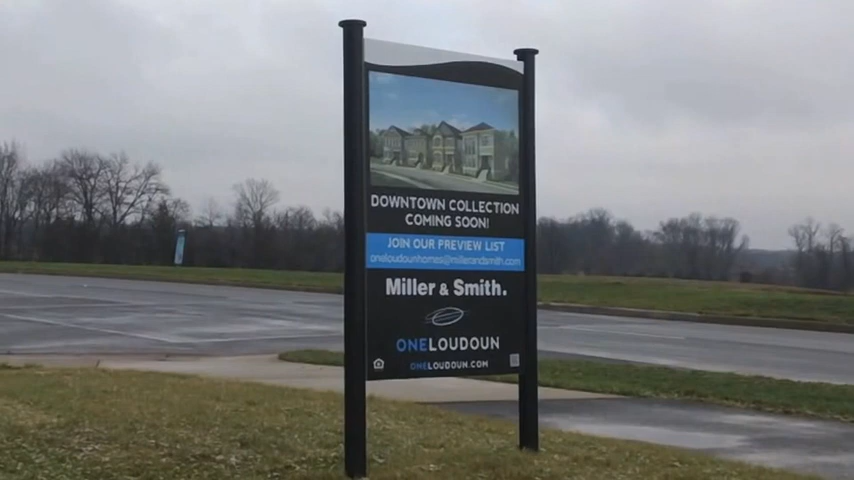 DOWNTOWN COLLECTION
COMING SOON!
JOIN OUR PREVIEW LIST
oneloudounhomes@millerandsmith.com
Miller & Smith.
ONELOUDOUN
ONELOUDOUN.COM